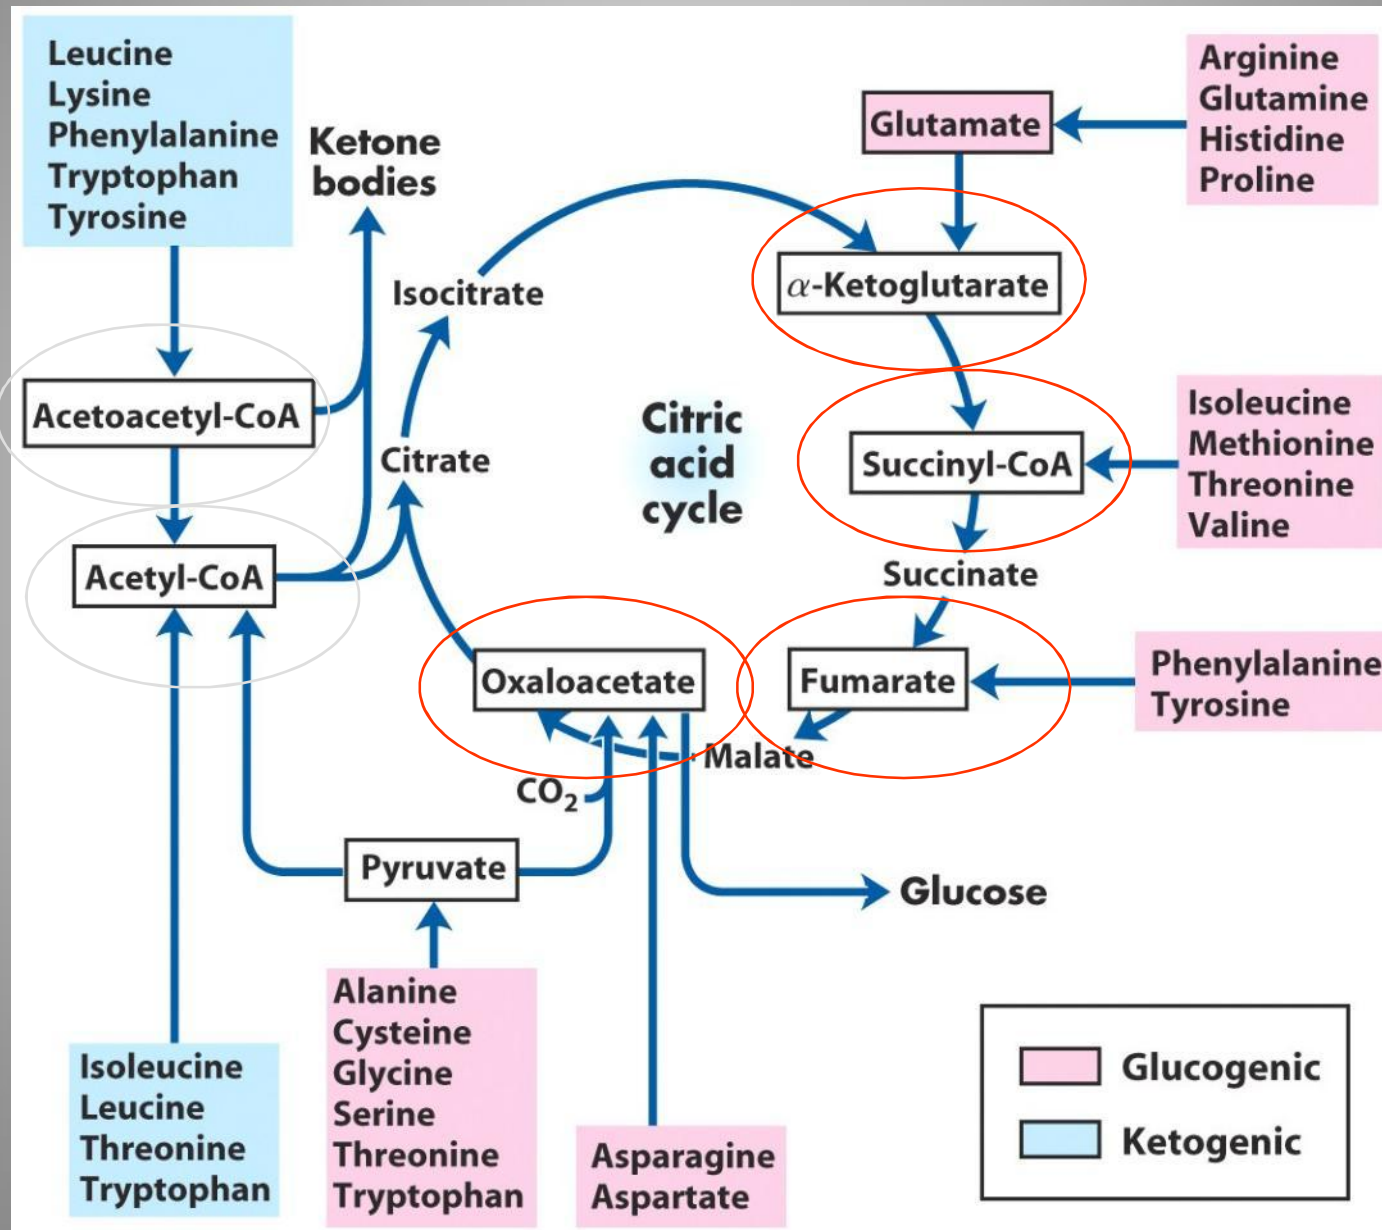 Leucine
Lysine
Phenylalanine
Tryptophan
Tyrosine
Ketone
bodies
Glutamate
Arginine
Glutamine
Histidine
Proline
Isocitrate
α-Ketoglutarate
Acetoacetyl-CoA
Citric
acid
cycle
Citrate
Succinyl-CoA
Isoleucine
Methionine
Threonine
Valine
Acetyl-CoA
Succinate
Oxaloacetate
Fumarate
Phenylalanine
Tyrosine
Malate
CO₂
Pyruvate
Glucose
Isoleucine
Leucine
Threonine
Tryptophan
Alanine
Cysteine
Glycine
Serine
Threonine
Tryptophan
Asparagine
Aspartate
Glucogenic
Ketogenic